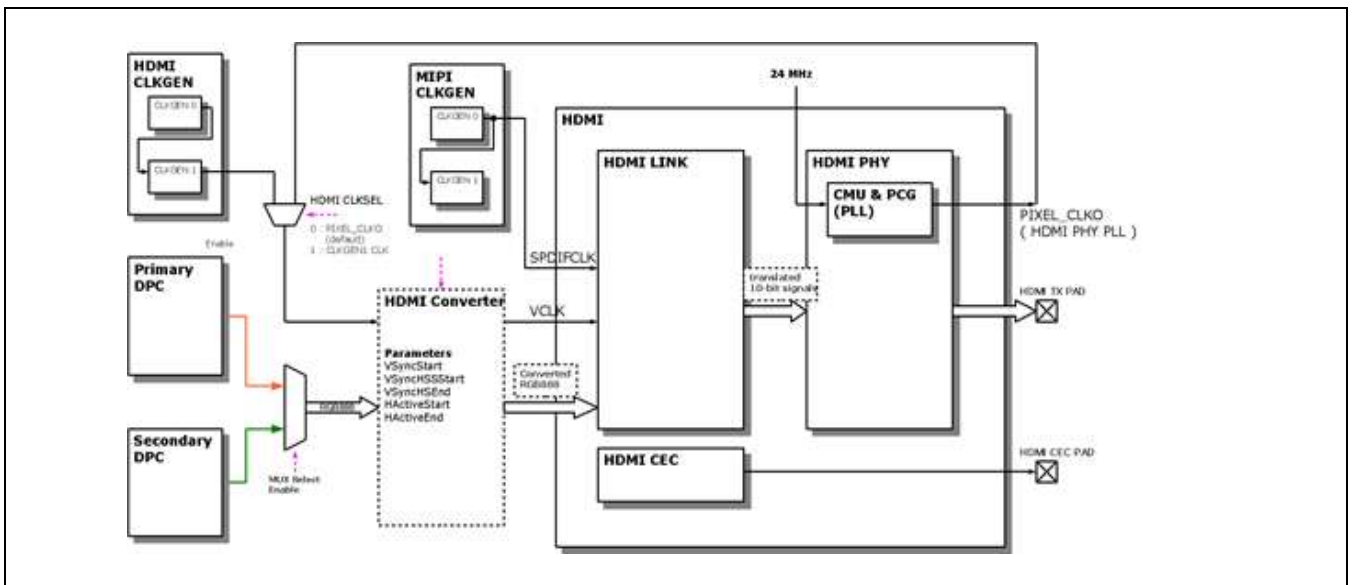 HDMI
CLKGEN
CLKGEN 0
CLKGEN 1
MIPI
CLKGEN
CLKGEN 0
CLKGEN 1
24 MHz
HDMI
HDMI LINK
HDMI PHY
CMU & PCG
(PLL)
PIXEL_CLKO
( HDMI PHY PLL )
HDMI CLKSEL
0 : PIXEL_CLKO
(default)
1 : CLKGEN1 CLK
Enable
Primary
DPC
SPDIFCLK
translated
10-bit signals
HDMI TX PAD
HDMI Converter
VCLK
Parameters
VSyncStart
VSyncHSSStart
VSyncHSEnd
HActiveStart
HActiveEnd
Converted
RGB888
RGB888
Secondary
DPC
MUX Select
Enable
HDMI CEC
HDMI CEC PAD